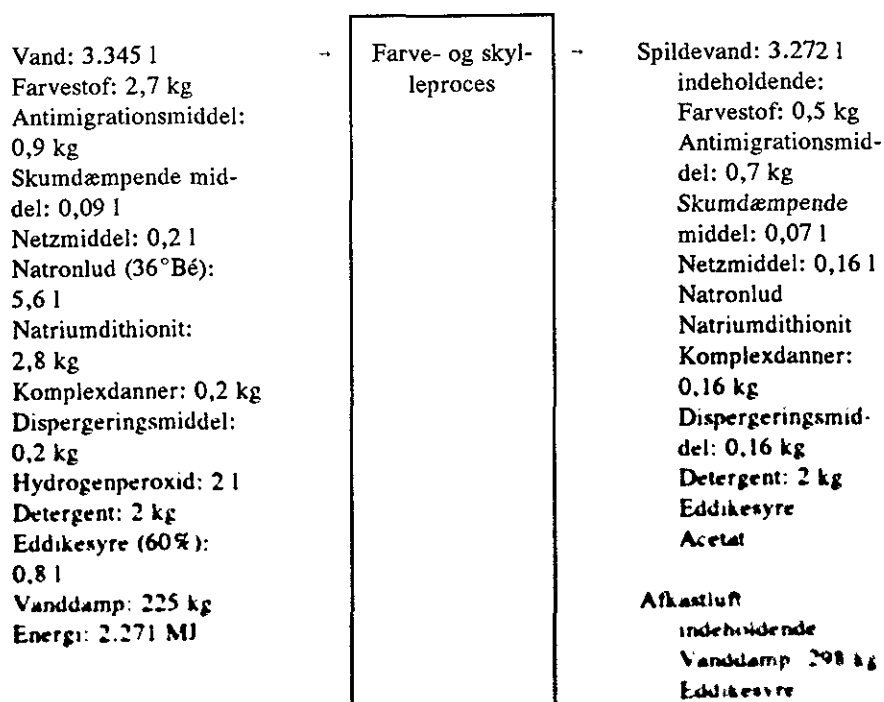 Vand: 3.345 l
Farvestof: 2,7 kg
Antimigrationsmiddel:
0,9 kg
Skumdæmpende mid-
del: 0,09 l
Netzmiddel: 0,2 l
Natronlud (36°Bé):
5,6 l
Natriumdithionit:
2,8 kg
Komplexdanner: 0,2 kg
Dispergeringsmiddel:
0,2 kg
Hydrogenperoxid: 2 l
Detergent: 2 kg
Eddikesyre (60%):
0.8 l
Vanddamp: 225 kg
Energi: 2.271 MJ
→
Farve- og skyl-
leproces
→
Spildevand: 3.272 l
indeholdende:
Farvestof: 0,5 kg
Antimigrationsmid-
del: 0,7 kg
Skumdæmpende
middel: 0,07 l
Netzmiddel: 0,16 l
Natronlud
Natriumdithionit
Komplexdanner:
0.16 kg
Dispergeringsmid-
del: 0.16 kg
Detergent: 2 kg
Eddikesyre
Acetat
Afkastluft
indeholdende
Vanddamp 298 kg
Eddikesyre